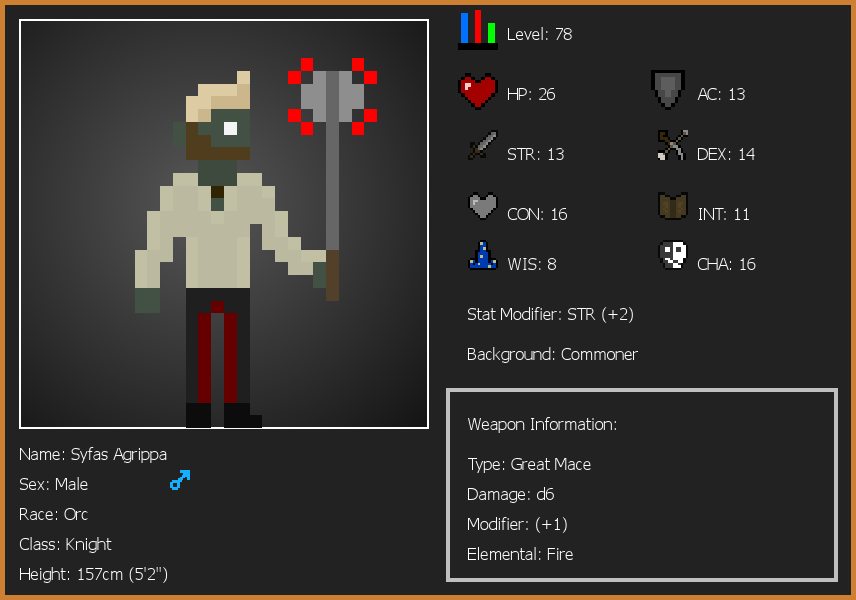 Level: 78
HP: 26
AC: 13
STR: 13
DEX: 14
CON: 16
INT: 11
WIS: 8
CHA: 16
Stat Modifier: STR (+2)
Background: Commoner
Weapon Information:
Type: Great Mace
Damage: d6
Modifier: (+1)
Elemental: Fire
Name: Syfas Agrippa
Sex: Male
Race: Orc
Class: Knight
Height: 157cm (5'2")